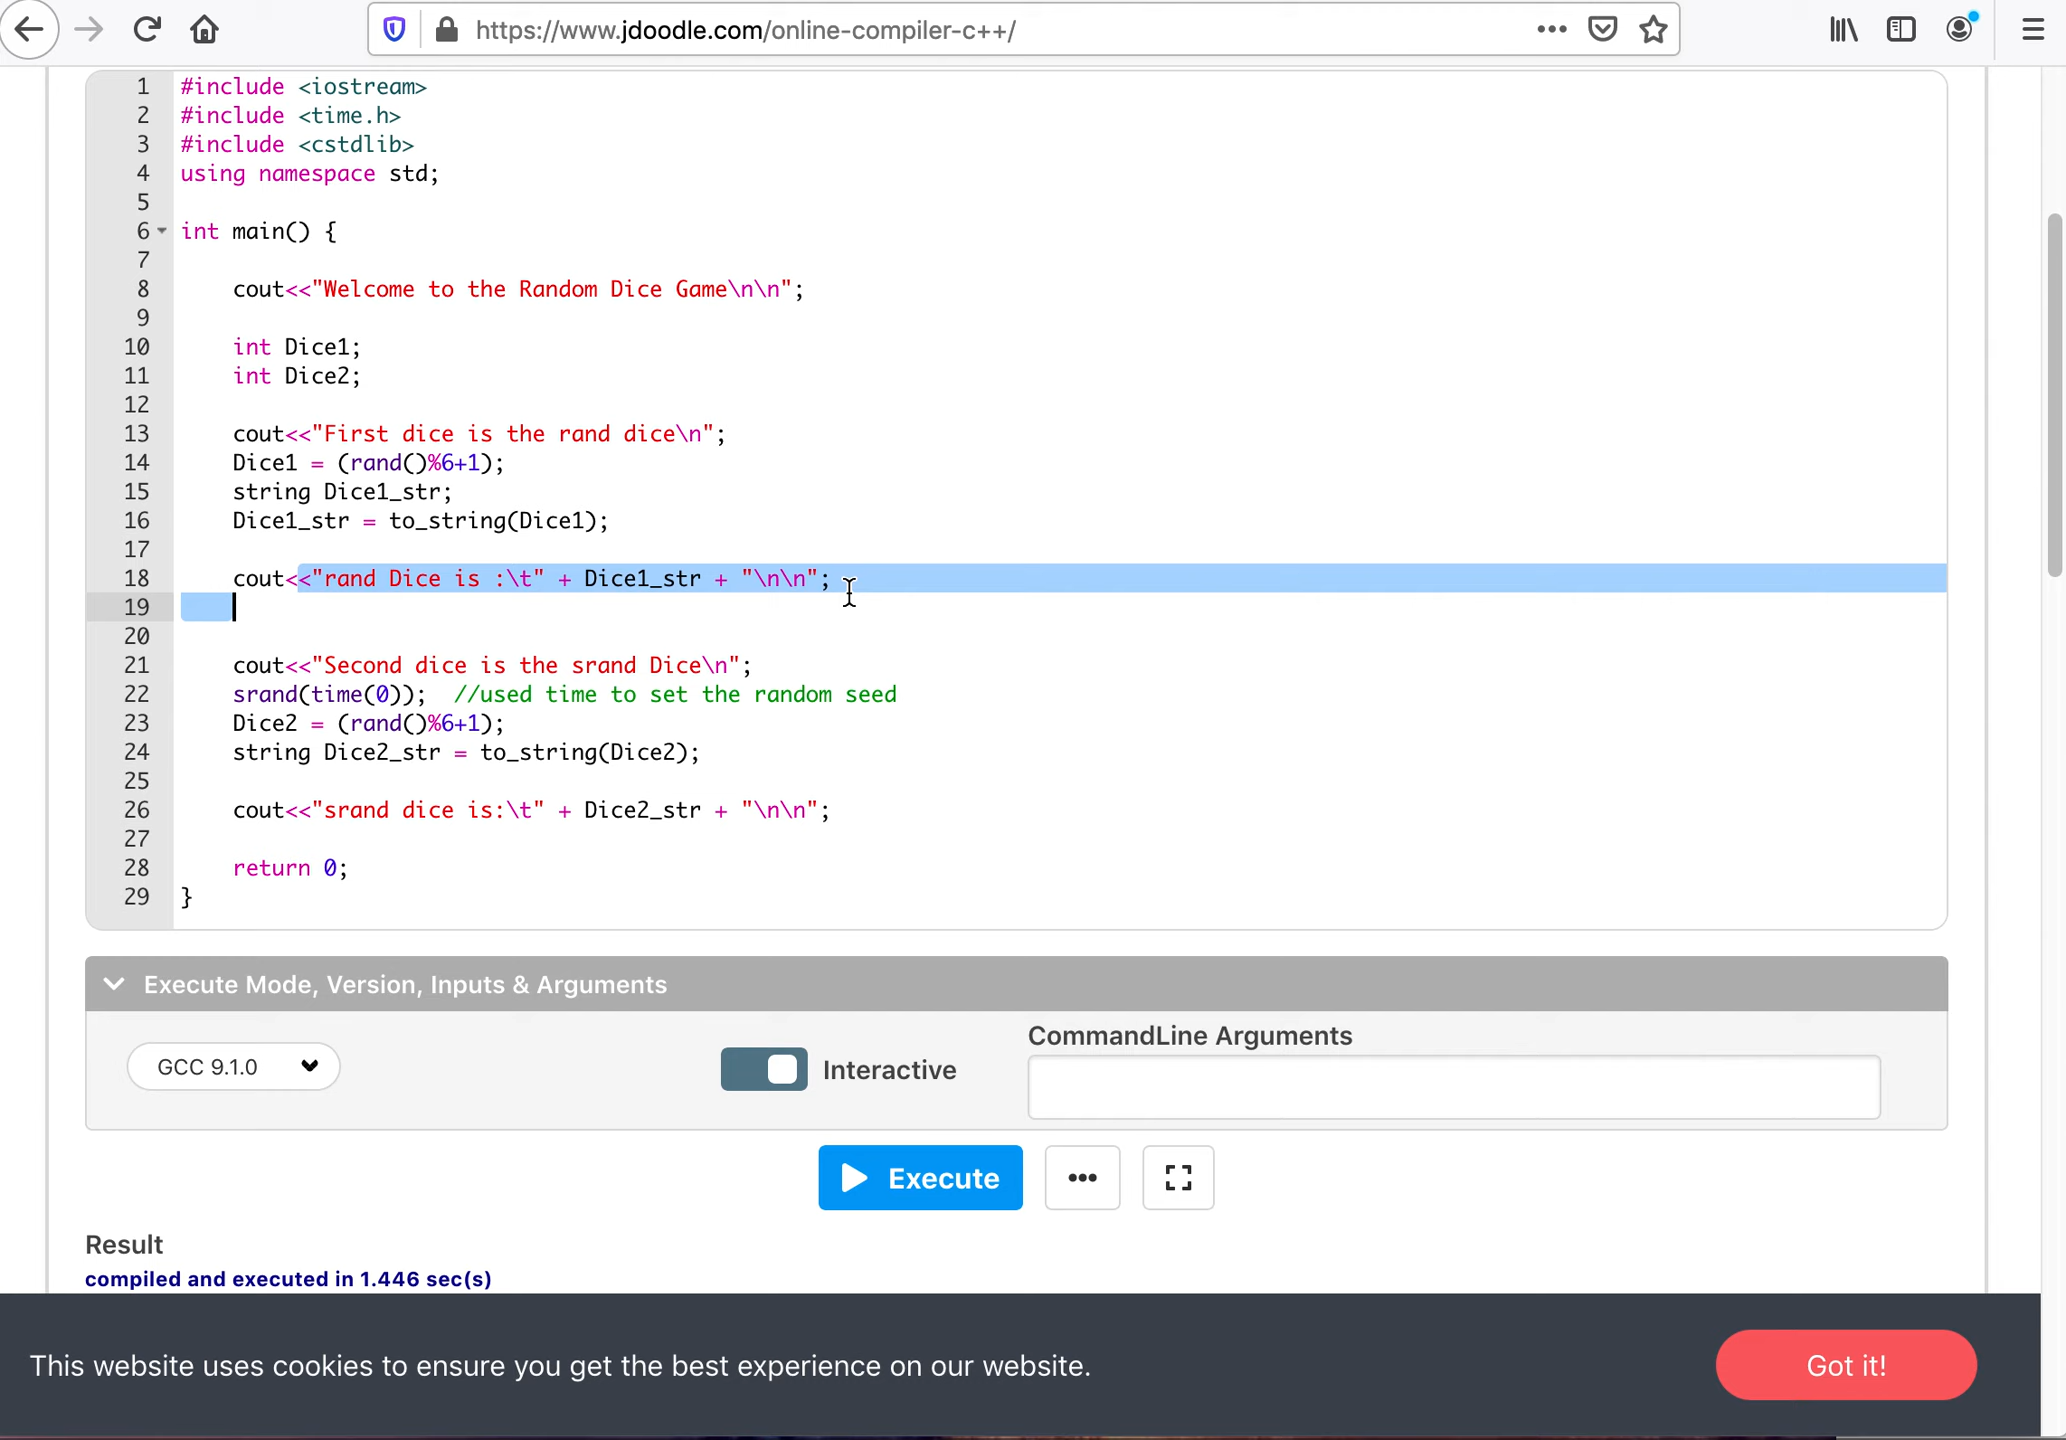 https://www.jdoodle.com/online-compiler-c++/
1 #include <iostream>
2 #include <time.h>
3 #include <cstdlib>
4 using namespace std;
5
6 int main() {
7
8 cout<<"Welcome to the Random Dice Game\n\n";
9
10 int Dice1;
11 int Dice2;
12
13 cout<<"First dice is the rand dice\n";
14 Dice1 = (rand()%6+1);
15 string Dice1_str;
16 Dice1_str = to_string(Dice1);
17
18 cout<<"rand Dice is :\t" + Dice1_str + "\n\n";
19
20
21 cout<<"Second dice is the srand Dice\n";
22 srand(time(0)); //used time to set the random seed
23 Dice2 = (rand()%6+1);
24 string Dice2_str = to_string(Dice2);
25
26 cout<<"srand dice is:\t" + Dice2_str + "\n\n";
27
28 return 0;
29 }
Execute Mode, Version, Inputs & Arguments
CommandLine Arguments
GCC 9.1.0
Interactive
Execute
Result
compiled and executed in 1.446 sec(s)
This website uses cookies to ensure you get the best experience on our website.
Got it!